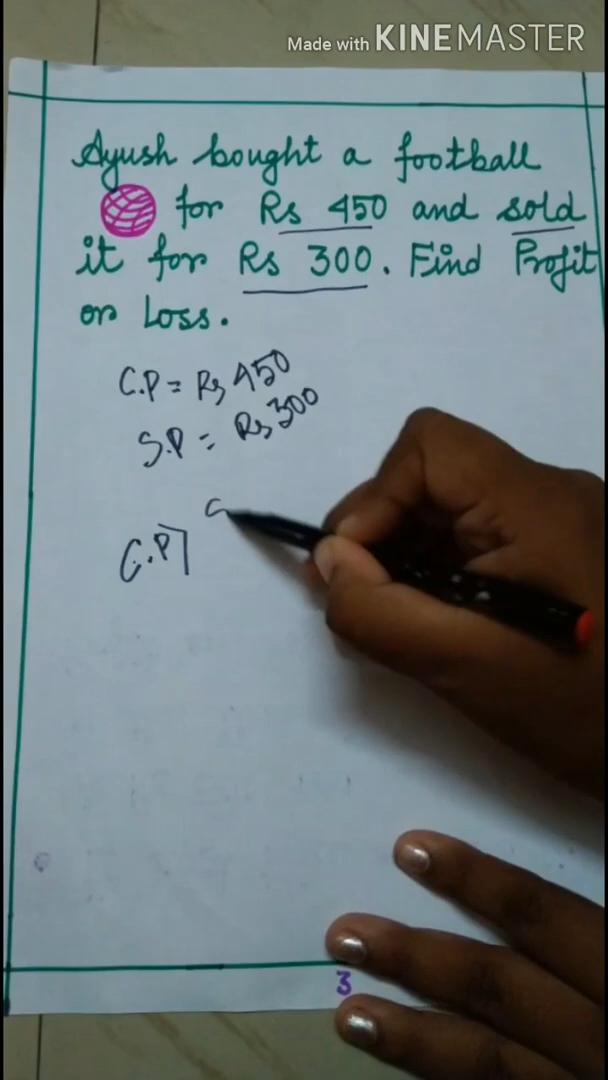 Made with KINEMASTER
Ayush bought a football
for Rs 450 and sold
it for Rs 300. Find Profit
or Loss.
C.P = Rs 450
S.P = Rs 300
C.P > S
3